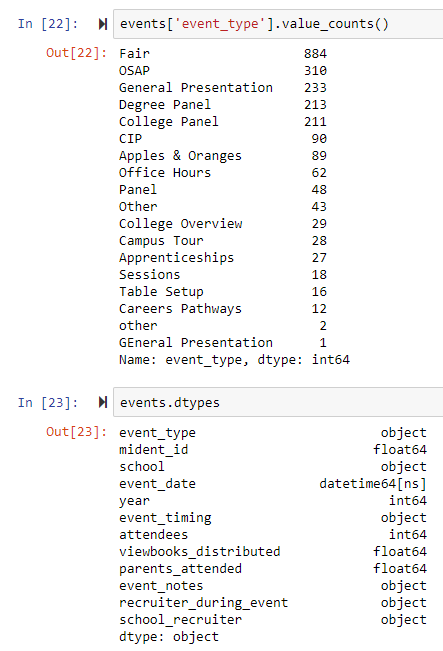 In [22]: events['event_type'].value_counts()
Out[22]: Fair 884
OSAP 310
General Presentation 233
Degree Panel 213
College Panel 211
CIP 90
Apples & Oranges 89
Office Hours 62
Panel 48
Other 43
College Overview 29
Campus Tour 28
Apprenticeships 27
Sessions 18
Table Setup 16
Careers Pathways 12
other 2
GEneral Presentation 1
Name: event_type, dtype: int64
In [23]: events.dtypes
Out[23]: event_type object
mident_id float64
school object
event_date datetime64[ns]
year int64
event_timing object
attendees int64
viewbooks_distributed float64
parents_attended float64
event_notes object
recruiter_during_event object
school_recruiter object
dtype: object